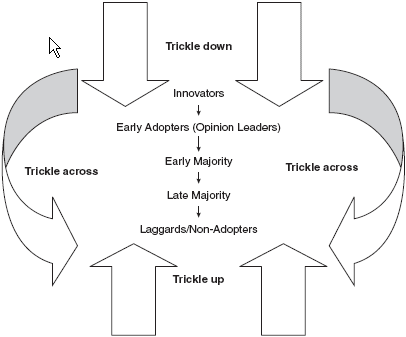 Trickle down
Innovators
Early Adopters (Opinion Leaders)
Early Majority
Trickle across
Trickle across
Late Majority
Laggards/Non-Adopters
Trickle up